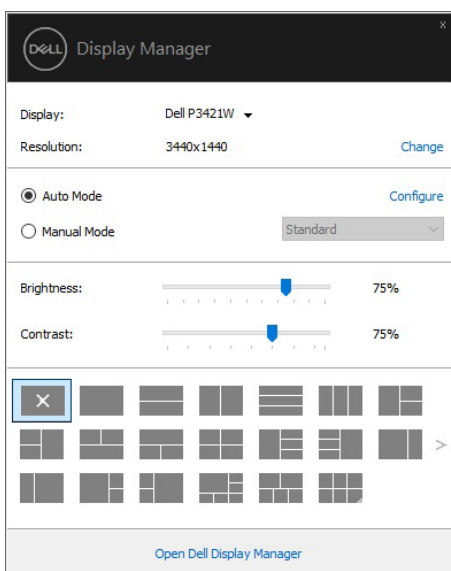 x
DELL Display Manager
Display: Dell P3421W
Resolution: 3440x1440 Change
Auto Mode Configure
Manual Mode Standard
Brightness: 75%
Contrast: 75%
Open Dell Display Manager